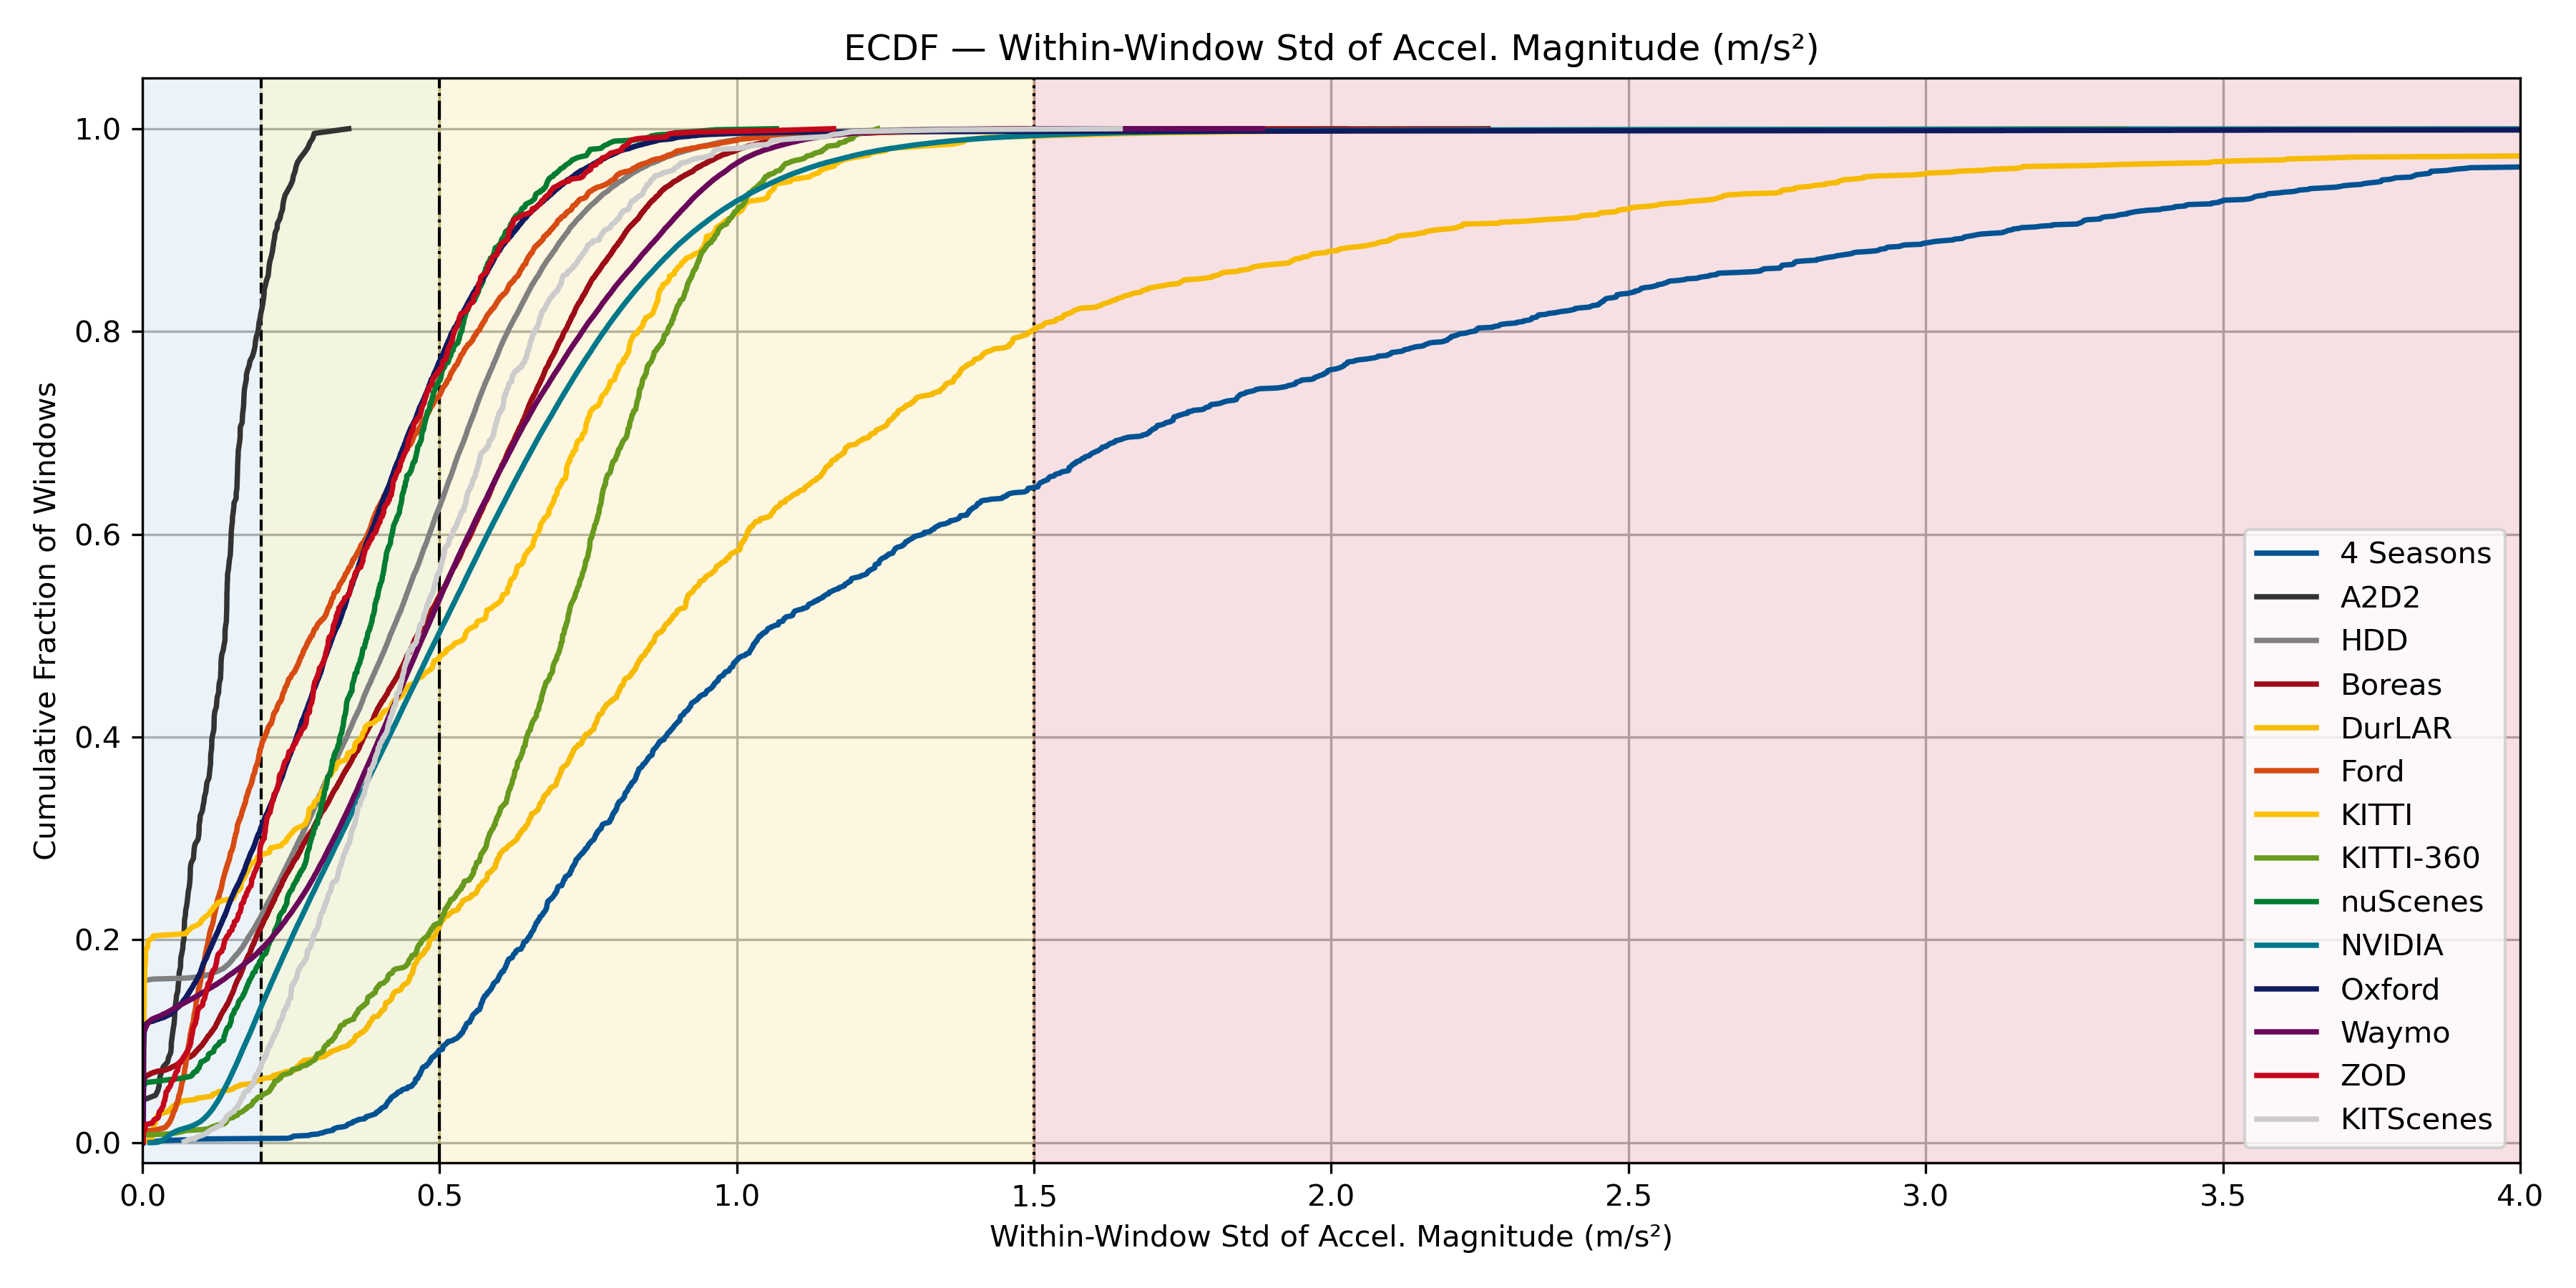 ECDF — Within-Window Std of Accel. Magnitude (m/s²)
Cumulative Fraction of Windows
1.0
0.8
0.6
0.4
0.2
0.0
0.0 0.5 1.0 1.5 2.0 2.5 3.0 3.5 4.0
Within-Window Std of Accel. Magnitude (m/s²)
4 Seasons
A2D2
HDD
Boreas
DurLAR
Ford
KITTI
KITTI-360
nuScenes
NVIDIA
Oxford
Waymo
ZOD
KITScenes